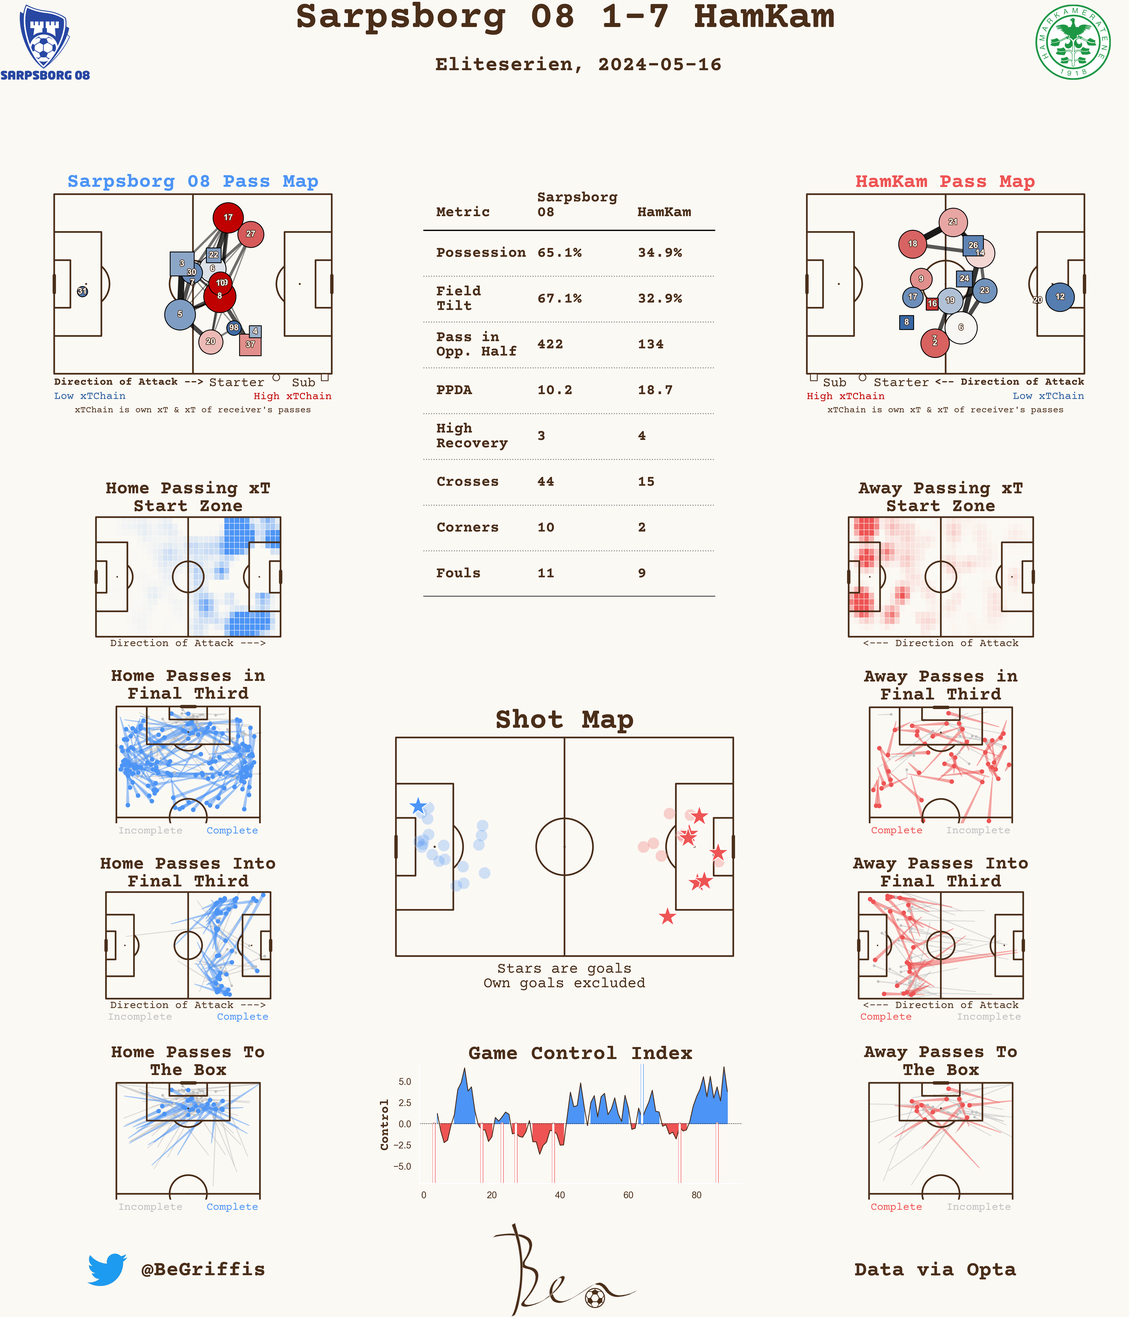 Sarpsborg 08 1-7 HamKam
Eliteserien, 2024-05-16
SARPSBORG 08
HAMARKAMERATENE
1918
Sarpsborg 08 Pass Map
17
27
22
3
6
30
8
31
5
98
4
20
37
Direction of Attack --> Starter Sub
Low xTChain High xTChain
xTChain is own xT & xT of receiver's passes
Metric Sarpsborg 08 HamKam
Possession 65.1% 34.9%
Field Tilt 67.1% 32.9%
Pass in Opp. Half 422 134
PPDA 10.2 18.7
High Recovery 3 4
Crosses 44 15
Corners 10 2
Fouls 11 9
HamKam Pass Map
21
18
26
14
9
24
17
16
19
23
20
12
8
6
2
Sub Starter <-- Direction of Attack
High xTChain Low xTChain
xTChain is own xT & xT of receiver's passes
Home Passing xT
Start Zone
Direction of Attack --->
Away Passing xT
Start Zone
<--- Direction of Attack
Home Passes in
Final Third
Incomplete Complete
Away Passes in
Final Third
Complete Incomplete
Shot Map
Stars are goals
Own goals excluded
Home Passes Into
Final Third
Direction of Attack --->
Incomplete Complete
Away Passes Into
Final Third
<--- Direction of Attack
Complete Incomplete
Home Passes To
The Box
Incomplete Complete
Game Control Index
Control
5.0
2.5
0.0
−2.5
−5.0
0 20 40 60 80
Away Passes To
The Box
Complete Incomplete
@BeGriffis
Ben
Data via Opta